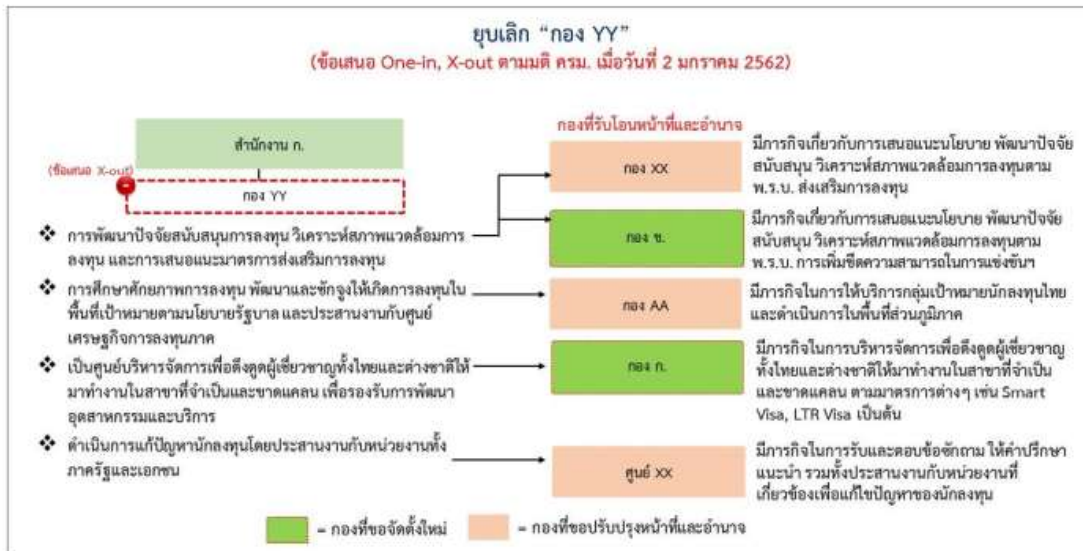 ยุบเลิก “กอง YY”
(ข้อเสนอ One-in, X-out ตามมติ ครม. เมื่อวันที่ 2 มกราคม 2562)
สำนักงาน ก.
(ข้อเสนอ X-out)
กอง YY
❖ การพัฒนาปัจจัยสนับสนุนการลงทุน วิเคราะห์สภาพแวดล้อมการ
ลงทุน และการเสนอแนะมาตรการส่งเสริมการลงทุน
❖ การศึกษาศักยภาพการลงทุน พัฒนาและชักจูงให้เกิดการลงทุนใน
พื้นที่เป้าหมายตามนโยบายรัฐบาล และประสานงานกับศูนย์
เศรษฐกิจการลงทุนภาค
❖ เป็นศูนย์บริหารจัดการเพื่อดึงดูดผู้เชี่ยวชาญทั้งไทยและต่างชาติให้
มาทำงานในสาขาที่จำเป็นและขาดแคลน เพื่อรองรับการพัฒนา
อุตสาหกรรมและบริการ
❖ ดำเนินการแก้ปัญหานักลงทุนโดยประสานงานกับหน่วยงานทั้ง
ภาครัฐและเอกชน
กองที่รับโอนหน้าที่และอำนาจ
กอง XX
มีภารกิจเกี่ยวกับการเสนอแนะนโยบาย พัฒนาปัจจัย
สนับสนุน วิเคราะห์สภาพแวดล้อมการลงทุนตาม
พ.ร.บ. ส่งเสริมการลงทุน
กอง ข.
มีภารกิจเกี่ยวกับการเสนอแนะนโยบาย พัฒนาปัจจัย
สนับสนุน วิเคราะห์สภาพแวดล้อมการลงทุนตาม
พ.ร.บ. การเพิ่มขีดความสามารถในการแข่งขันฯ
กอง AA
มีภารกิจในการให้บริการกลุ่มเป้าหมายนักลงทุนไทย
และดำเนินการในพื้นที่ส่วนภูมิภาค
กอง ก.
มีภารกิจในการบริหารจัดการเพื่อดึงดูดผู้เชี่ยวชาญ
ทั้งไทยและต่างชาติให้มาทำงานในสาขาที่จำเป็น
และขาดแคลน ตามมาตรการต่างๆ เช่น Smart
Visa, LTR Visa เป็นต้น
ศูนย์ XX
มีภารกิจในการรับและตอบข้อซักถาม ให้คำปรึกษา
แนะนำ รวมทั้งประสานงานกับหน่วยงานที่
เกี่ยวข้องเพื่อแก้ไขปัญหาของนักลงทุน
= กองที่ขอจัดตั้งใหม่
= กองที่ขอปรับปรุงหน้าที่และอำนาจ